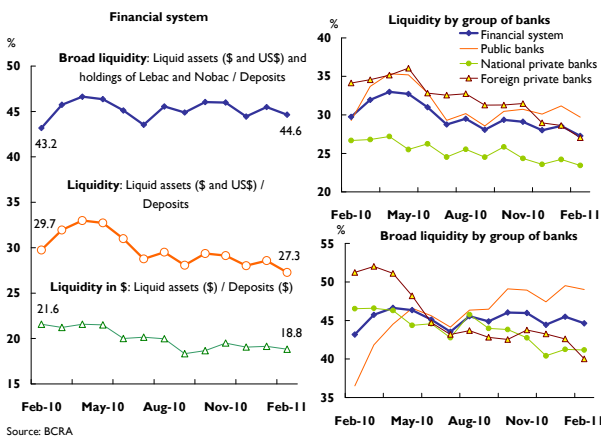 Financial system
%
Broad liquidity: Liquid assets ($ and US$) and
holdings of Lebac and Nobac / Deposits
50
45
40
35
30
25
20
15
43.2
44.6
Liquidity: Liquid assets ($ and US$) /
Deposits
29.7
27.3
Liquidity in $: Liquid assets ($) / Deposits ($)
21.6
18.8
Feb-10 May-10 Aug-10 Nov-10 Feb-11
Source: BCRA
Liquidity by group of banks
%
Financial system
Public banks
National private banks
Foreign private banks
40
35
30
25
20
Feb-10 May-10 Aug-10 Nov-10 Feb-11
Broad liquidity by group of banks
%
55
50
45
40
35
Feb-10 May-10 Aug-10 Nov-10 Feb-11